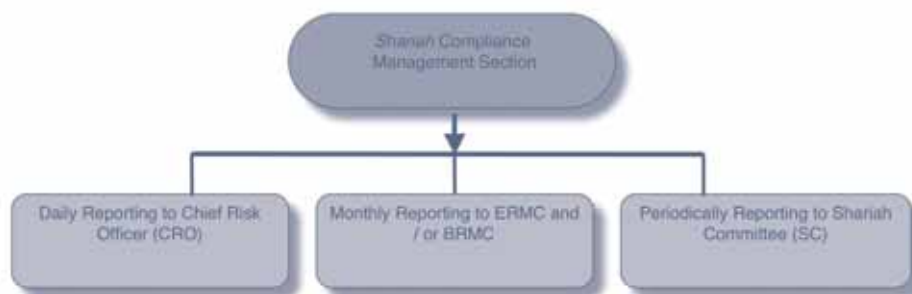 Shariah Compliance
Management Section
Daily Reporting to Chief Risk
Officer (CRO)
Monthly Reporting to ERMC and
/ or BRMC
Periodically Reporting to Shariah
Committee (SC)